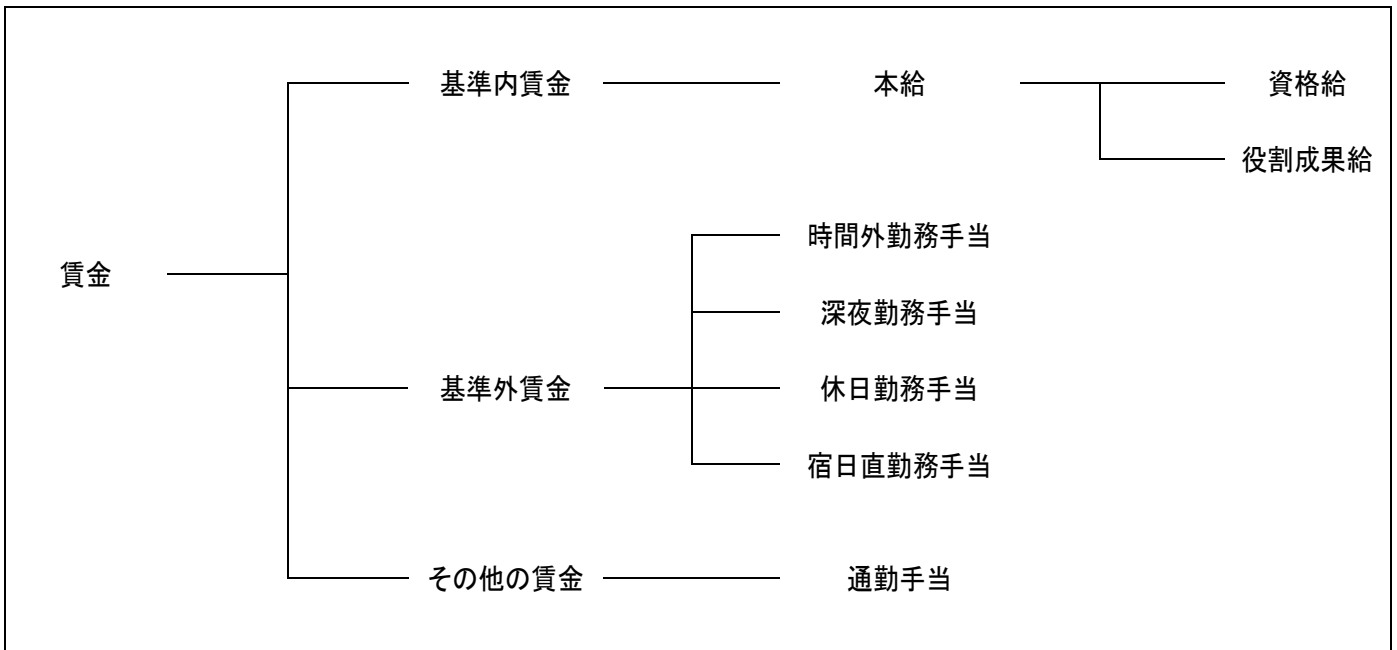 基準内賃金 本給 資格給
役割成果給
時間外勤務手当
賃金
深夜勤務手当
基準外賃金 休日勤務手当
宿日直勤務手当
その他の賃金 通勤手当